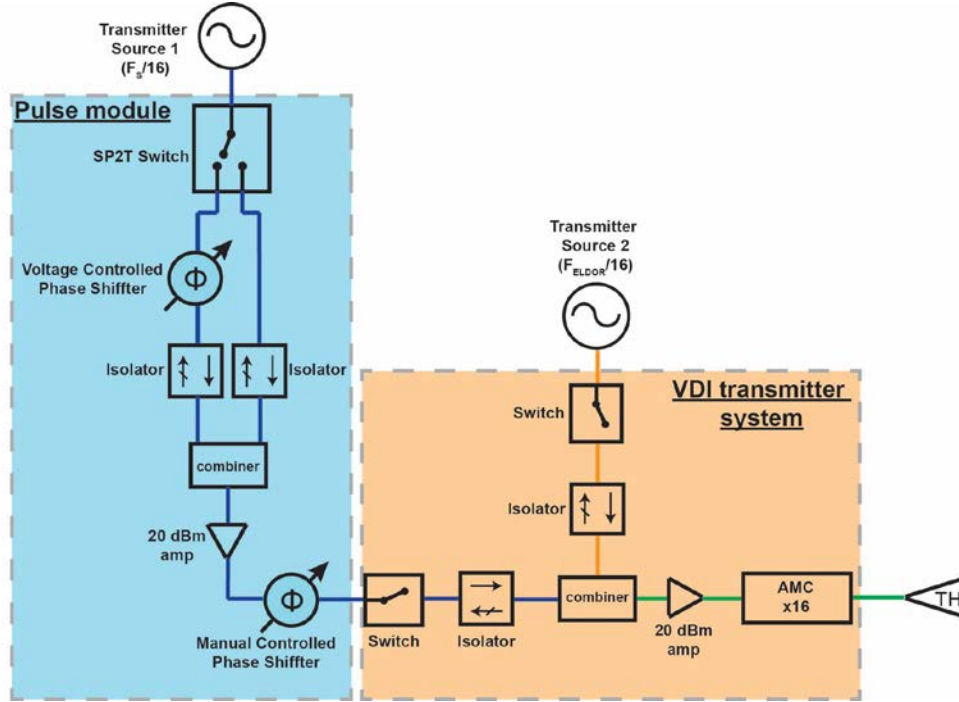 Transmitter
Source 1
(Fs/16)
Pulse module
SP2T Switch
Voltage Controlled
Phase Shiffter
Φ
Isolator
Isolator
combiner
20 dBm
amp
Φ
Manual Controlled
Phase Shiffter
Transmitter
Source 2
(FELDOR/16)
VDI transmitter
system
Switch
Isolator
Switch
Isolator
combiner
20 dBm
amp
AMC
x16
TH